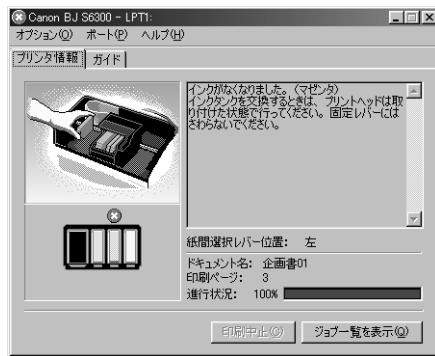 Canon BJ S6300 - LPT1:
オプション(O) ポート(P) ヘルプ(H)
プリンタ情報 ガイド
インクがなくなりました。(マゼンタ)
インクタンクを交換するときは、プリントヘッドは取
り付けた状態で行ってください。固定レバーには
さわらないでください。
紙間選択レバー位置: 左
ドキュメント名: 企画書01
印刷ページ: 3
進行状況: 100%
印刷中止(C) ジョブ一覧を表示(Q)